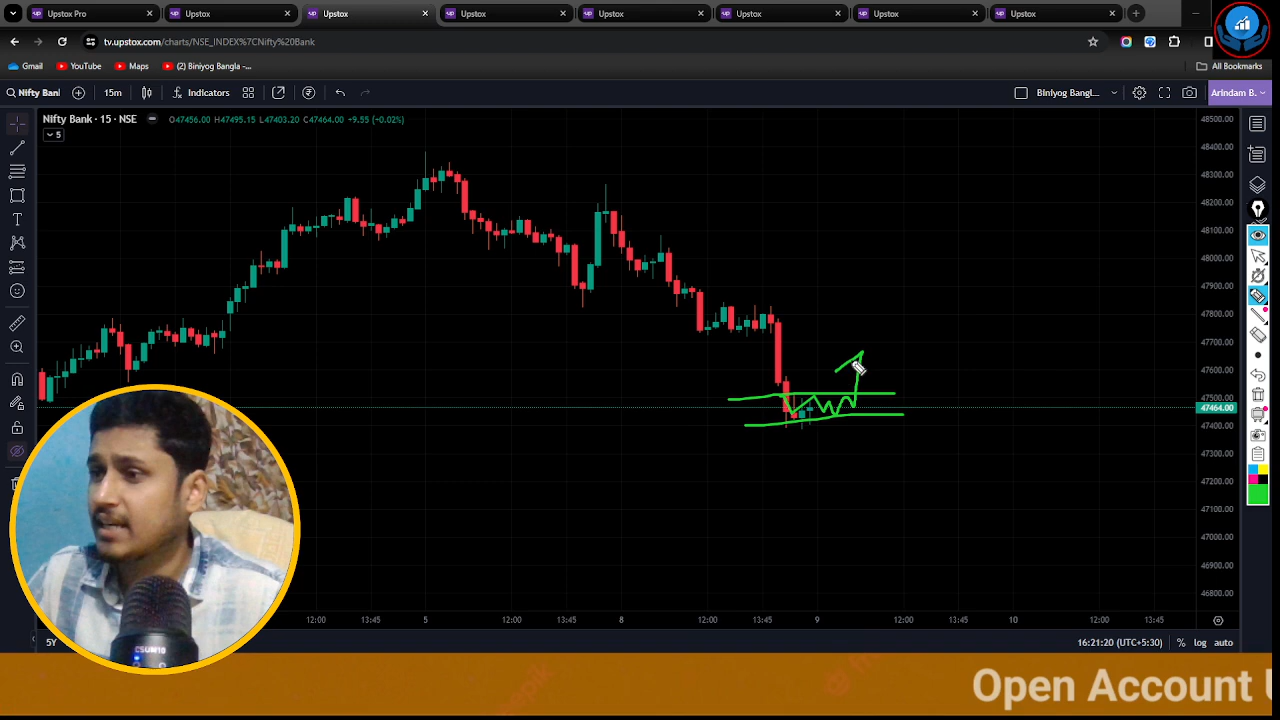 Upstox Pro
Upstox
Upstox
Upstox
Upstox
Upstox
Upstox
Upstox
tv.upstox.com/charts/NSE_INDEX%7CNifty%20Bank
Gmail
YouTube
Maps
(2) Biniyog Bangla -...
All Bookmarks
Nifty Banl
15m
Indicators
Biniyog Bangl...
Arindam B.
Nifty Bank · 15 · NSE
O47456.00 H47495.15 L47403.20 C47464.00 +9.55 (+0.02%)
5
48500.00
48400.00
48300.00
48200.00
48100.00
48000.00
47900.00
47800.00
47700.00
47600.00
47500.00
47464.00
47400.00
47300.00
47200.00
47100.00
47000.00
46900.00
46800.00
12:00
13:45
5
12:00
13:45
8
12:00
13:45
9
12:00
13:45
10
12:00
13:45
5Y
16:21:20 (UTC+5:30)
%
log
auto
Open Account